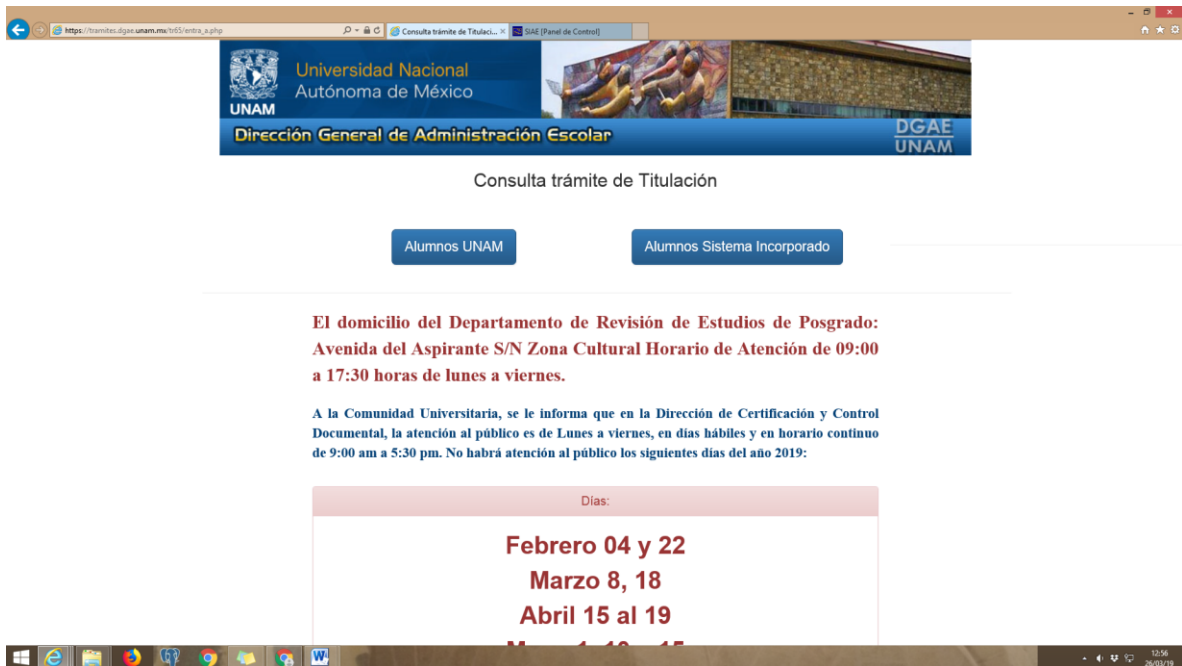 https://tramites.dgae.unam.mx/tr65/entra_a.php
Consulta trámite de Titulaci...
SIAE [Panel de Control]
UNAM
Universidad Nacional
Autónoma de México
Dirección General de Administración Escolar
DGAE
UNAM
Consulta trámite de Titulación
Alumnos UNAM
Alumnos Sistema Incorporado
El domicilio del Departamento de Revisión de Estudios de Posgrado:
Avenida del Aspirante S/N Zona Cultural Horario de Atención de 09:00
a 17:30 horas de lunes a viernes.
A la Comunidad Universitaria, se le informa que en la Dirección de Certificación y Control
Documental, la atención al público es de Lunes a viernes, en días hábiles y en horario continuo
de 9:00 am a 5:30 pm. No habrá atención al público los siguientes días del año 2019:
Días:
Febrero 04 y 22
Marzo 8, 18
Abril 15 al 19
12:56
26/03/19